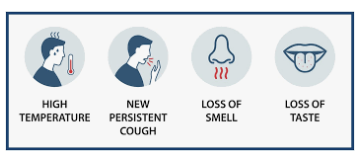 HIGH
TEMPERATURE
NEW
PERSISTENT
COUGH
LOSS OF
SMELL
LOSS OF
TASTE